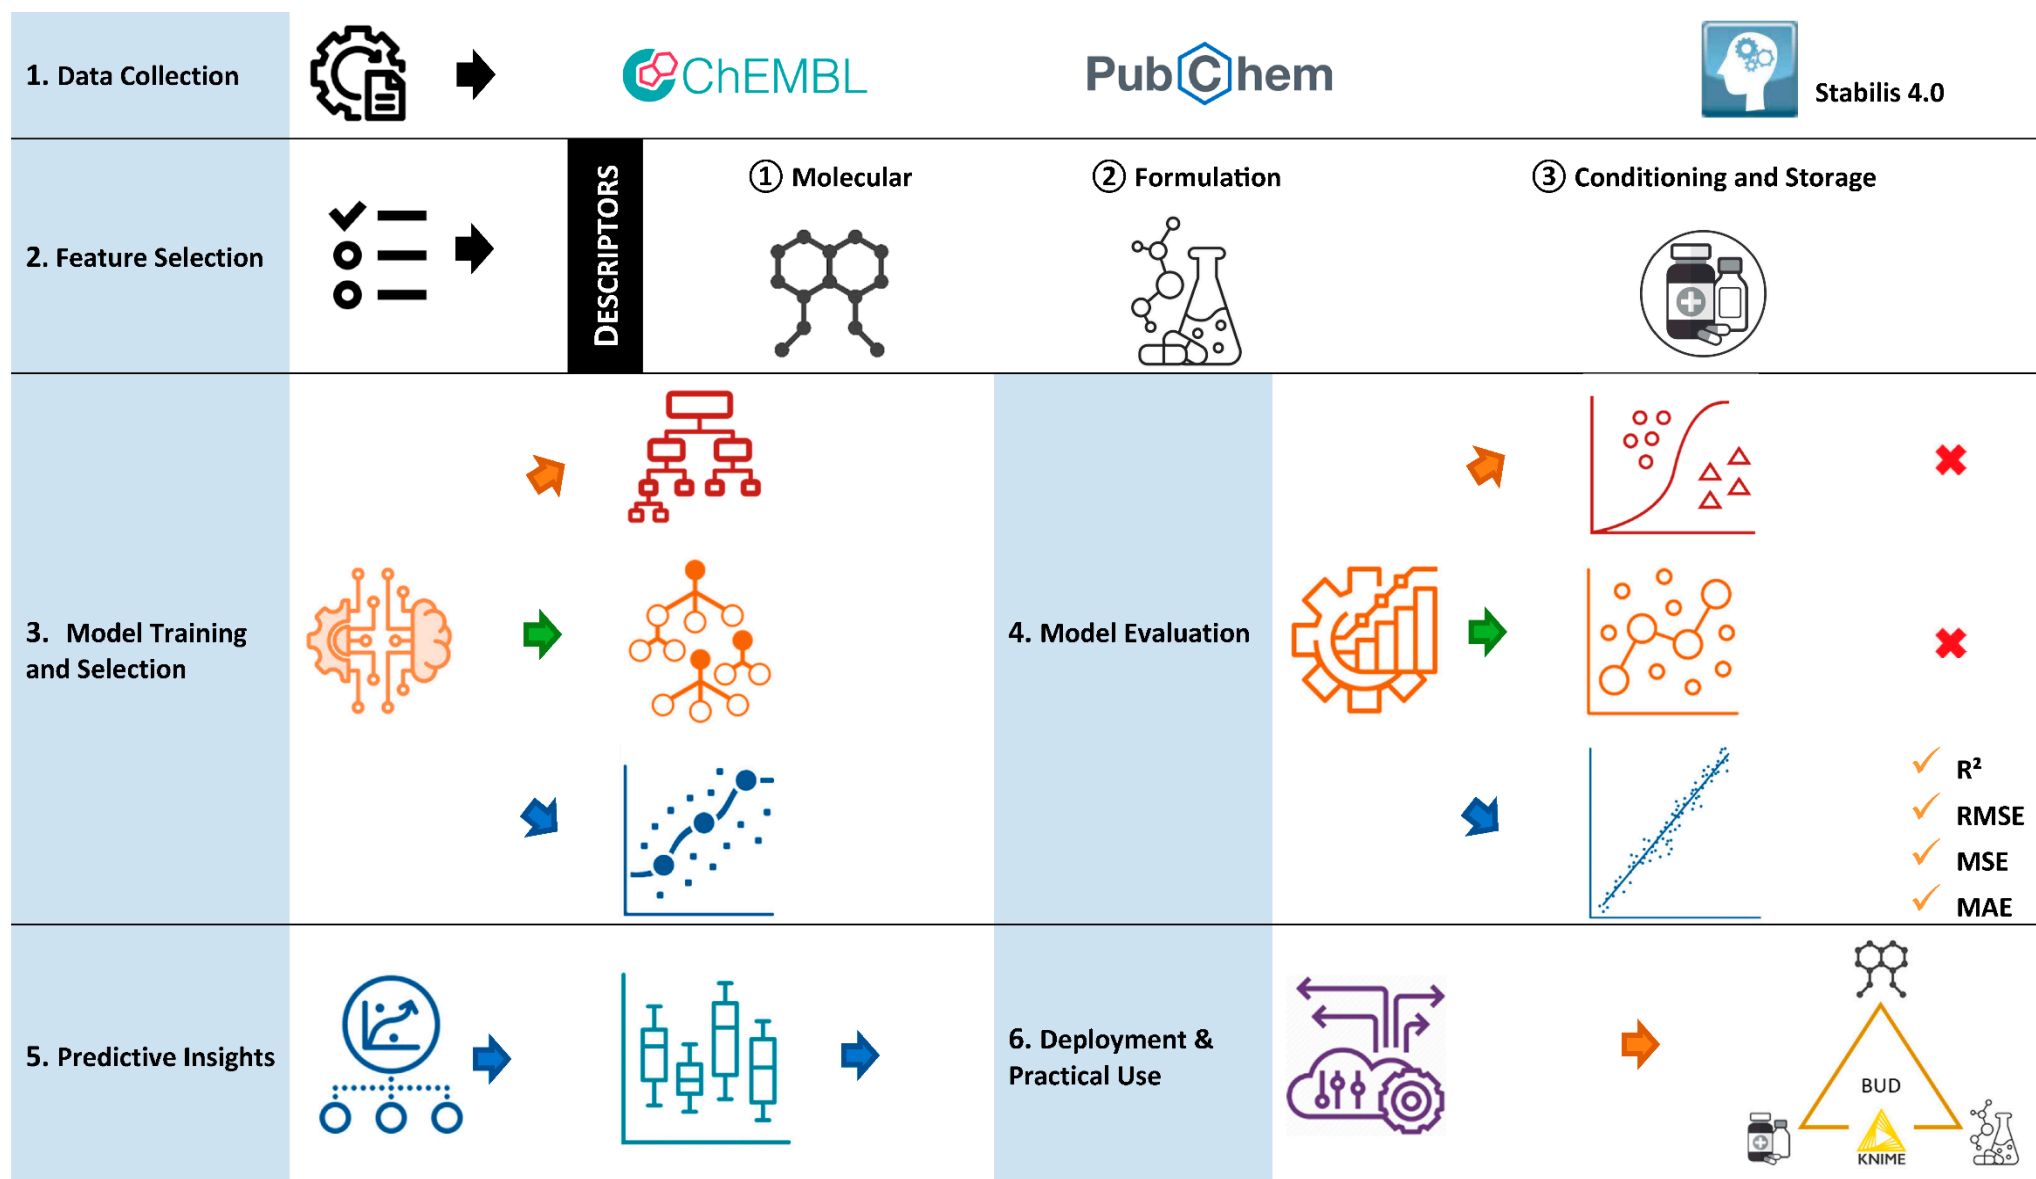 1. Data Collection
ChEMBL
PubChem
Stabilis 4.0
2. Feature Selection
DESCRIPTORS
① Molecular
② Formulation
③ Conditioning and Storage
3. Model Training
and Selection
4. Model Evaluation
R²
RMSE
MSE
MAE
5. Predictive Insights
6. Deployment &
Practical Use
BUD
KNIME